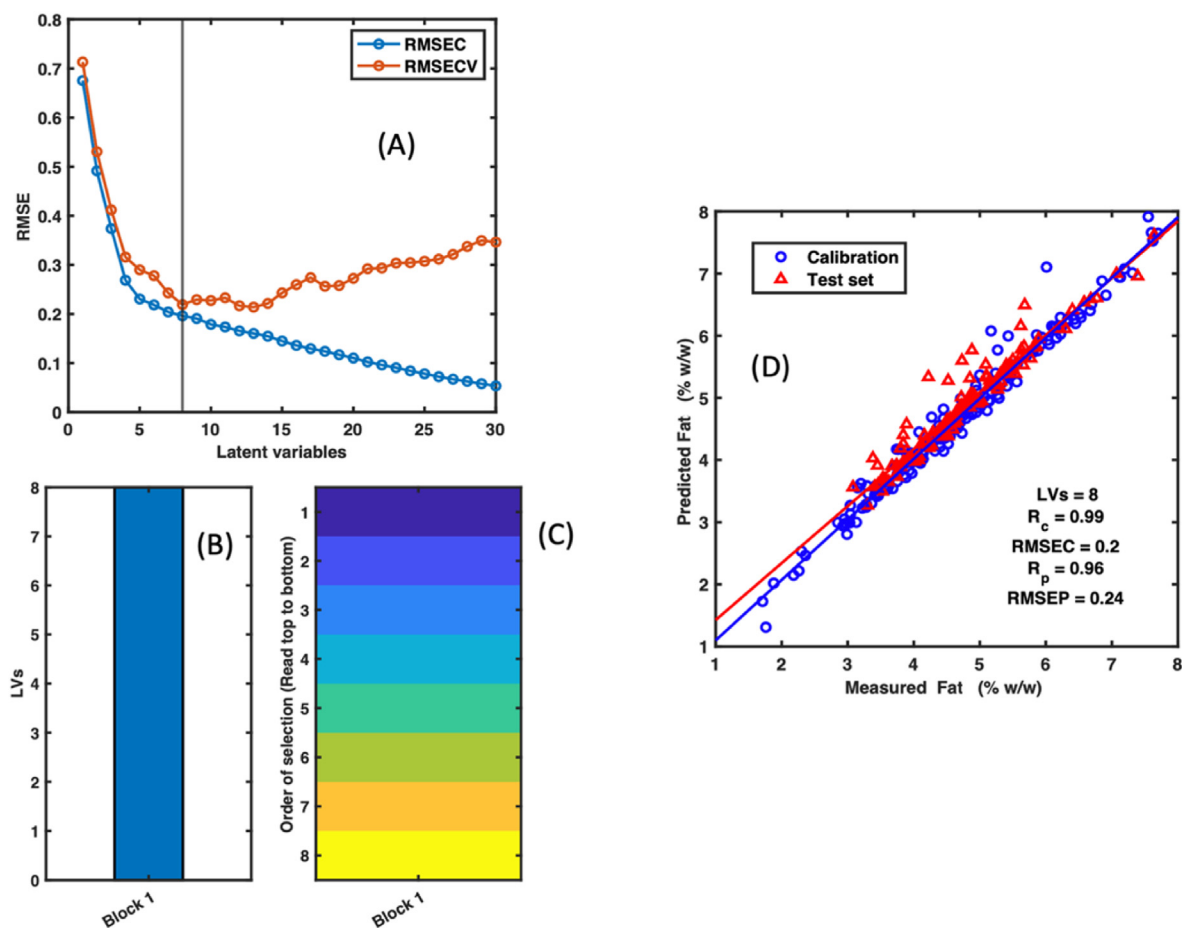 0.8
0.7
0.6
0.5
0.4
0.3
0.2
0.1
0
RMSE
RMSEC
RMSECV
(A)
0 5 10 15 20 25 30
Latent variables
8
7
6
5
4
3
2
1
0
LVs
(B)
Block 1
Order of selection (Read top to bottom)
1
2
3
4
5
6
7
8
(C)
Block 1
8
7
6
5
4
3
2
1
Predicted Fat (% w/w)
Calibration
Test set
(D)
LVs = 8
Rc = 0.99
RMSEC = 0.2
Rp = 0.96
RMSEP = 0.24
1 2 3 4 5 6 7 8
Measured Fat (% w/w)